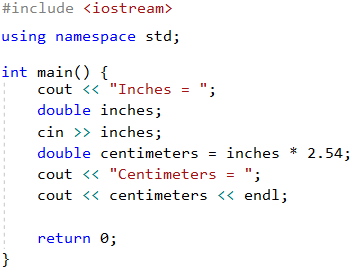 #include <iostream>
using namespace std;
int main() {
    cout << "Inches = ";
    double inches;
    cin >> inches;
    double centimeters = inches * 2.54;
    cout << "Centimeters = ";
    cout << centimeters << endl;
    return 0;
}